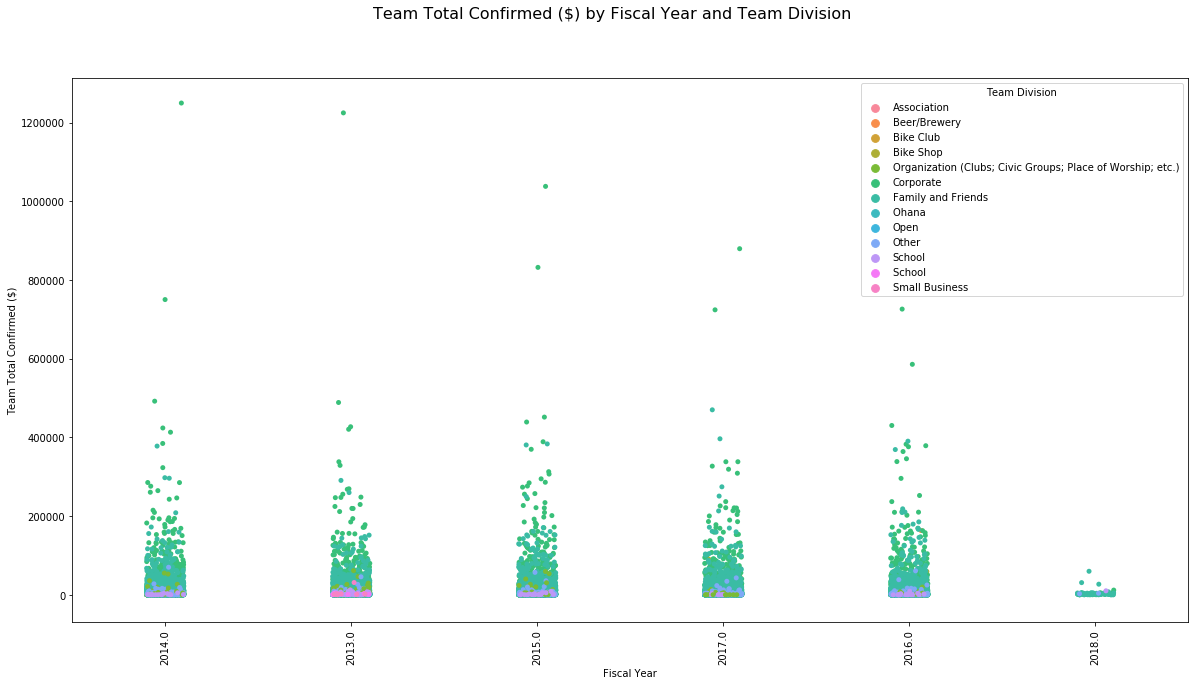 Team Total Confirmed ($) by Fiscal Year and Team Division
Team Division
Association
Beer/Brewery
Bike Club
Bike Shop
Organization (Clubs; Civic Groups; Place of Worship; etc.)
Corporate
Family and Friends
Ohana
Open
Other
School
School
Small Business
Team Total Confirmed ($)
1200000
1000000
800000
600000
400000
200000
0
2014.0
2013.0
2015.0
2017.0
2016.0
2018.0
Fiscal Year